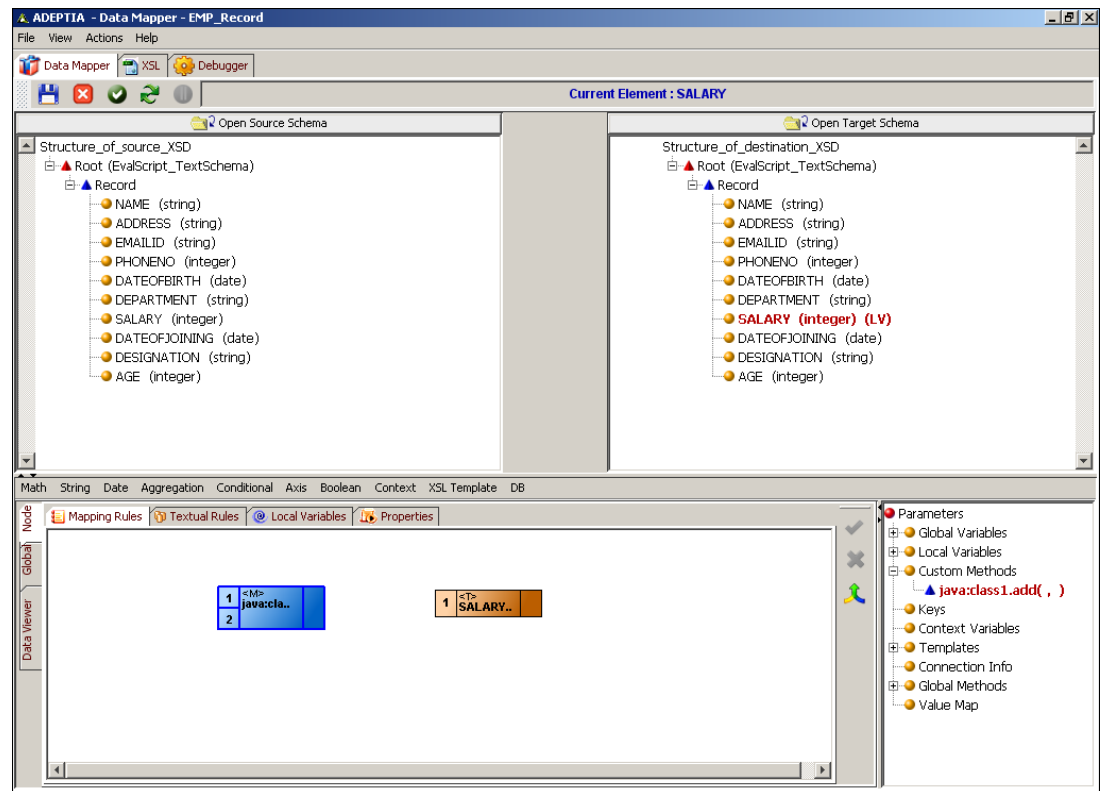 ADEPTIA - Data Mapper - EMP_Record
File View Actions Help
Data Mapper XSL Debugger
Current Element : SALARY
Open Source Schema
Open Target Schema
Structure_of_source_XSD
Root (EvalScript_TextSchema)
Record
NAME (string)
ADDRESS (string)
EMAILID (string)
PHONENO (integer)
DATEOFBIRTH (date)
DEPARTMENT (string)
SALARY (integer)
DATEOFJOINING (date)
DESIGNATION (string)
AGE (integer)
Structure_of_destination_XSD
Root (EvalScript_TextSchema)
Record
NAME (string)
ADDRESS (string)
EMAILID (string)
PHONENO (integer)
DATEOFBIRTH (date)
DEPARTMENT (string)
SALARY (integer) (LV)
DATEOFJOINING (date)
DESIGNATION (string)
AGE (integer)
Math String Date Aggregation Conditional Axis Boolean Context XSL Template DB
Node
Global
Data Viewer
Mapping Rules Textual Rules Local Variables Properties
1 <M>
java:cla..
2
1 <T>
SALARY..
Parameters
Global Variables
Local Variables
Custom Methods
java:class1.add( , )
Keys
Context Variables
Templates
Connection Info
Global Methods
Value Map